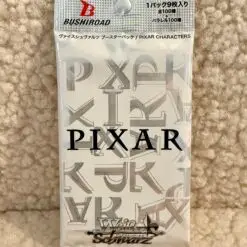 BUSHIROAD
1パック9枚入り
全100種
+
パラレル100種
ヴァイスシュヴァルツ ブースターパック / PIXAR CHARACTERS
PIXAR
Weiß
Schwarz